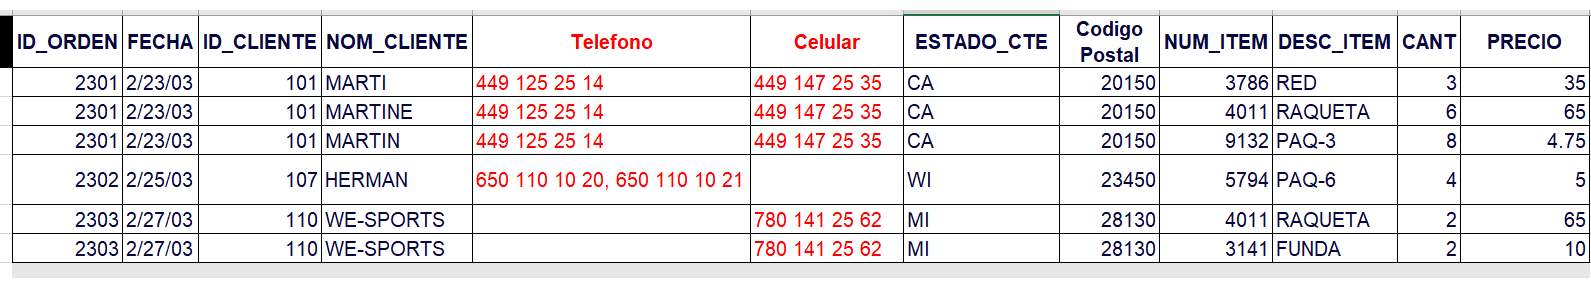 ID_ORDEN FECHA ID_CLIENTE NOM_CLIENTE Telefono Celular ESTADO_CTE Codigo Postal NUM_ITEM DESC_ITEM CANT PRECIO
2301 2/23/03 101 MARTI 449 125 25 14 449 147 25 35 CA 20150 3786 RED 3 35
2301 2/23/03 101 MARTINE 449 125 25 14 449 147 25 35 CA 20150 4011 RAQUETA 6 65
2301 2/23/03 101 MARTIN 449 125 25 14 449 147 25 35 CA 20150 9132 PAQ-3 8 4.75
2302 2/25/03 107 HERMAN 650 110 10 20, 650 110 10 21 WI 23450 5794 PAQ-6 4 5
2303 2/27/03 110 WE-SPORTS 780 141 25 62 MI 28130 4011 RAQUETA 2 65
2303 2/27/03 110 WE-SPORTS 780 141 25 62 MI 28130 3141 FUNDA 2 10